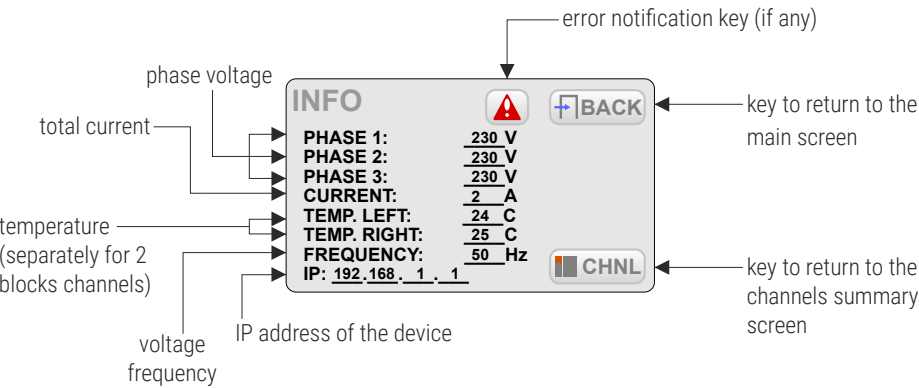 error notification key (if any)
phase voltage
total current
temperature
(separately for 2
blocks channels)
voltage
frequency
IP address of the device
INFO
BACK
PHASE 1: 230 V
PHASE 2: 230 V
PHASE 3: 230 V
CURRENT: 2 A
TEMP. LEFT: 24 C
TEMP. RIGHT: 25 C
FREQUENCY: 50 Hz
IP: 192.168. 1 . 1
CHNL
key to return to the
main screen
key to return to the
channels summary
screen